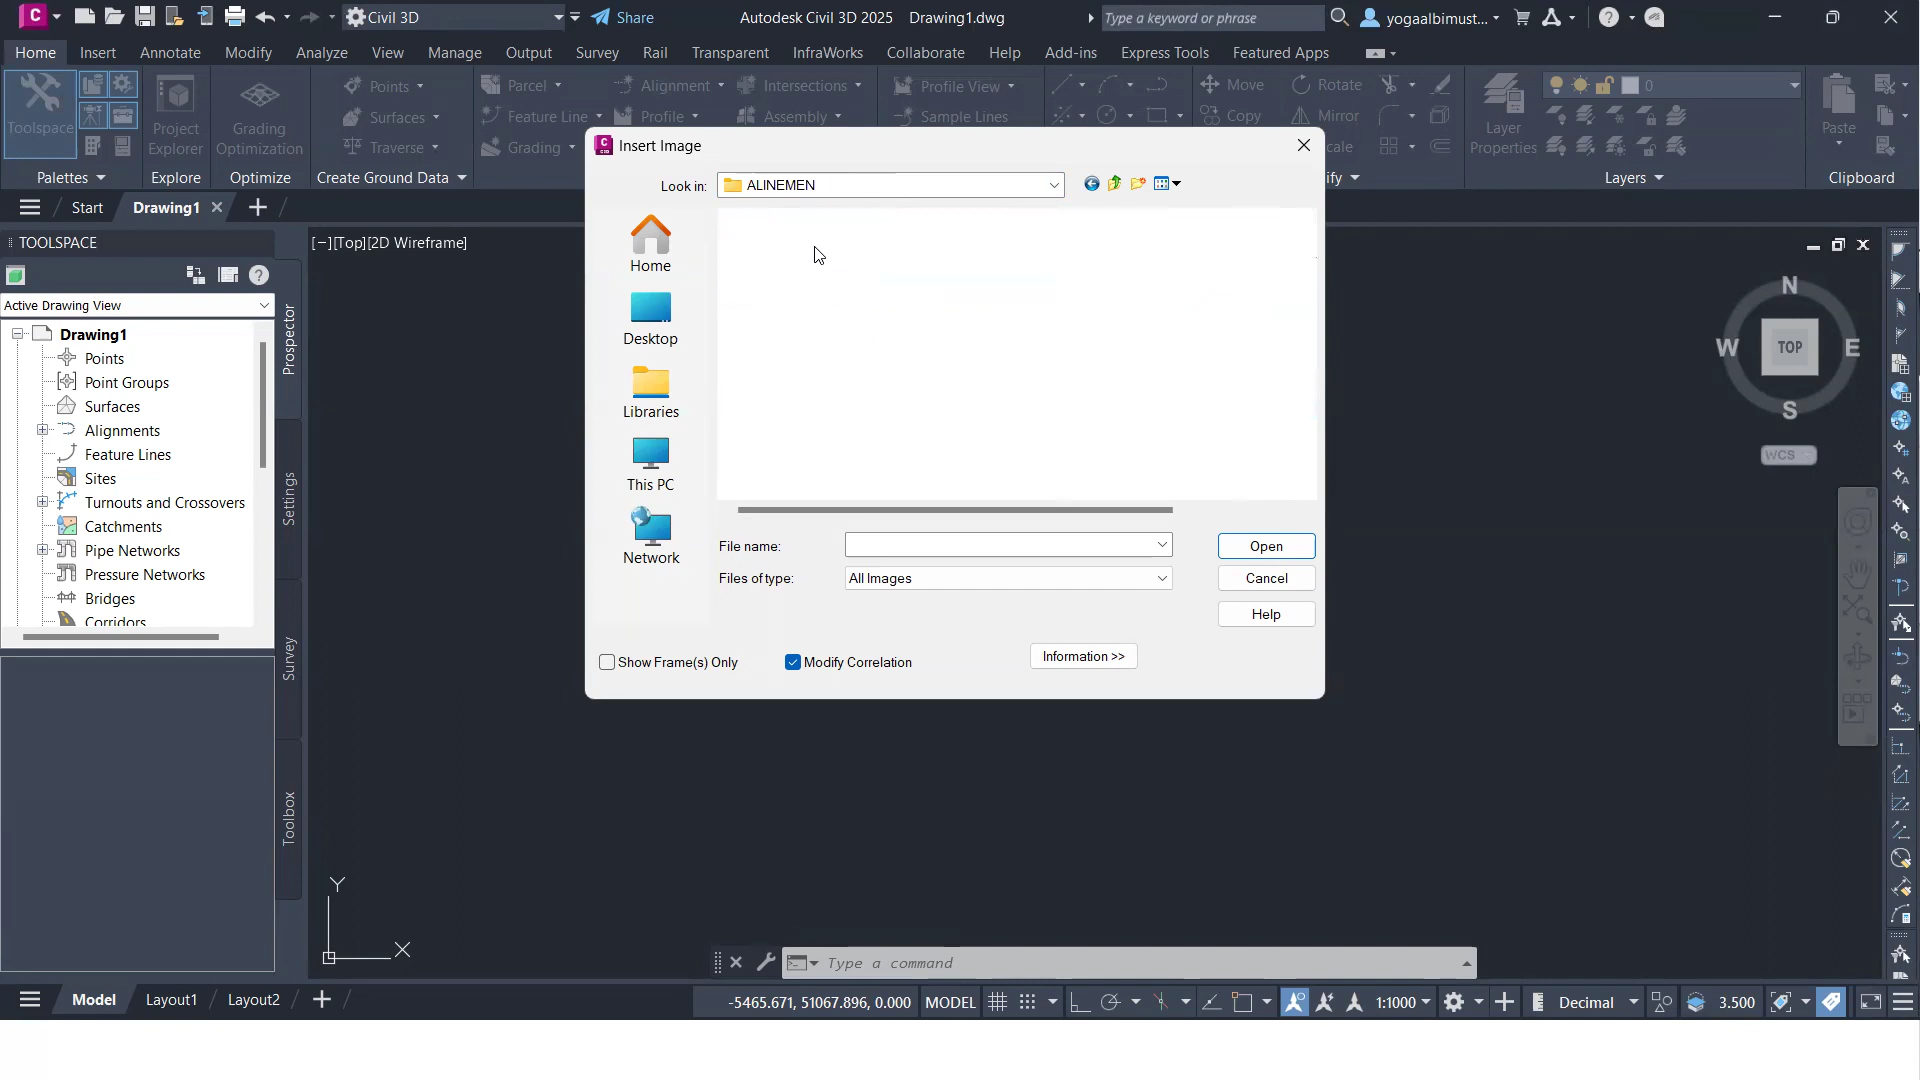 Civil 3D
Share
Autodesk Civil 3D 2025 Drawing1.dwg
Type a keyword or phrase
yogaalbimust...
Home Insert Annotate Modify Analyze View Manage Output Survey Rail Transparent InfraWorks Collaborate Help Add-ins Express Tools Featured Apps
Toolspace
Project
Explorer
Grading
Optimization
Points
Surfaces
Traverse
Parcel
Feature Line
Grading
Alignment
Profile
Intersections
Assembly
Profile View
Sample Lines
Move
Copy
Rotate
Mirror
cale
Layer
Properties
0
Paste
Palettes
Explore
Optimize
Create Ground Data
ify
Layers
Clipboard
Start
Drawing1
TOOLSPACE
Active Drawing View
Drawing1
Points
Point Groups
Surfaces
Alignments
Feature Lines
Sites
Turnouts and Crossovers
Catchments
Pipe Networks
Pressure Networks
Bridges
Corridors
Prospector
Settings
Survey
Toolbox
[−][Top][2D Wireframe]
Insert Image
Look in:
ALINEMEN
Home
Desktop
Libraries
This PC
Network
File name:
Files of type:
All Images
Open
Cancel
Help
Show Frame(s) Only
Modify Correlation
Information >>
N
W
TOP
E
S
WCS
Y
X
Type a command
Model
Layout1
Layout2
-5465.671, 51067.896, 0.000
MODEL
1:1000
Decimal
3.500